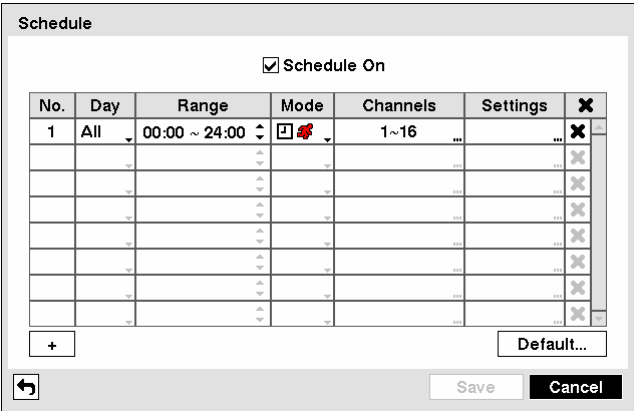 Schedule
Schedule On
No. Day Range Mode Channels Settings
1 All 00:00 ~ 24:00 1~16 ...
+ Default...
Save Cancel